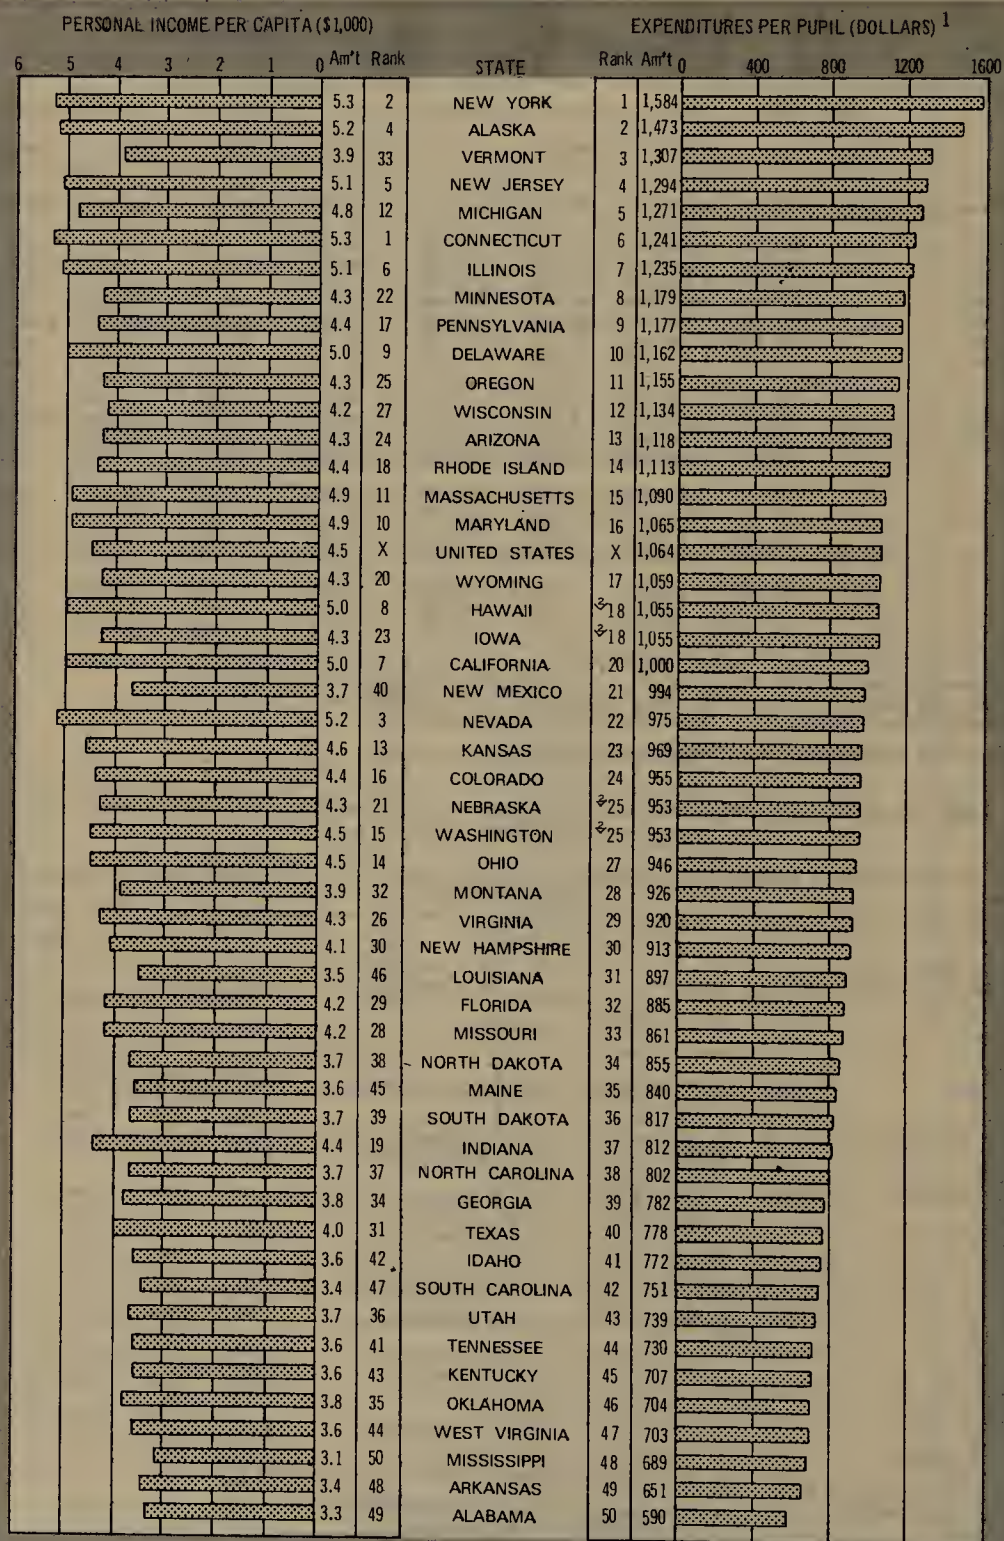 PERSONAL INCOME PER CAPITA ($1,000) EXPENDITURES PER PUPIL (DOLLARS) 1
6 5 4 3 2 1 0 Am't Rank STATE Rank Am't 0 400 800 1200 1600
5.3 2 NEW YORK 1 1,584
5.2 4 ALASKA 2 1,473
3.9 33 VERMONT 3 1,307
5.1 5 NEW JERSEY 4 1,294
4.8 12 MICHIGAN 5 1,271
5.3 1 CONNECTICUT 6 1,241
5.1 6 ILLINOIS 7 1,235
4.3 22 MINNESOTA 8 1,179
4.4 17 PENNSYLVANIA 9 1,177
5.0 9 DELAWARE 10 1,162
4.3 25 OREGON 11 1,155
4.2 27 WISCONSIN 12 1,134
4.3 24 ARIZONA 13 1,118
4.4 18 RHODE ISLAND 14 1,113
4.9 11 MASSACHUSETTS 15 1,090
4.9 10 MARYLAND 16 1,065
4.5 X UNITED STATES X 1,064
4.3 20 WYOMING 17 1,059
5.0 8 HAWAII 18 1,055
4.3 23 IOWA 18 1,055
5.0 7 CALIFORNIA 20 1,000
3.7 40 NEW MEXICO 21 994
5.2 3 NEVADA 22 975
4.6 13 KANSAS 23 969
4.4 16 COLORADO 24 955
4.3 21 NEBRASKA 25 953
4.5 15 WASHINGTON 25 953
4.5 14 OHIO 27 946
3.9 32 MONTANA 28 926
4.3 26 VIRGINIA 29 920
4.1 30 NEW HAMPSHIRE 30 913
3.5 46 LOUISIANA 31 897
4.2 29 FLORIDA 32 885
4.2 28 MISSOURI 33 861
3.7 38 NORTH DAKOTA 34 855
3.6 45 MAINE 35 840
3.7 39 SOUTH DAKOTA 36 817
4.4 19 INDIANA 37 812
3.7 37 NORTH CAROLINA 38 802
3.8 34 GEORGIA 39 782
4.0 31 TEXAS 40 778
3.6 42 IDAHO 41 772
3.4 47 SOUTH CAROLINA 42 751
3.7 36 UTAH 43 739
3.6 41 TENNESSEE 44 730
3.6 43 KENTUCKY 45 707
3.8 35 OKLAHOMA 46 704
3.6 44 WEST VIRGINIA 47 703
3.1 50 MISSISSIPPI 48 689
3.4 48 ARKANSAS 49 651
3.3 49 ALABAMA 50 590